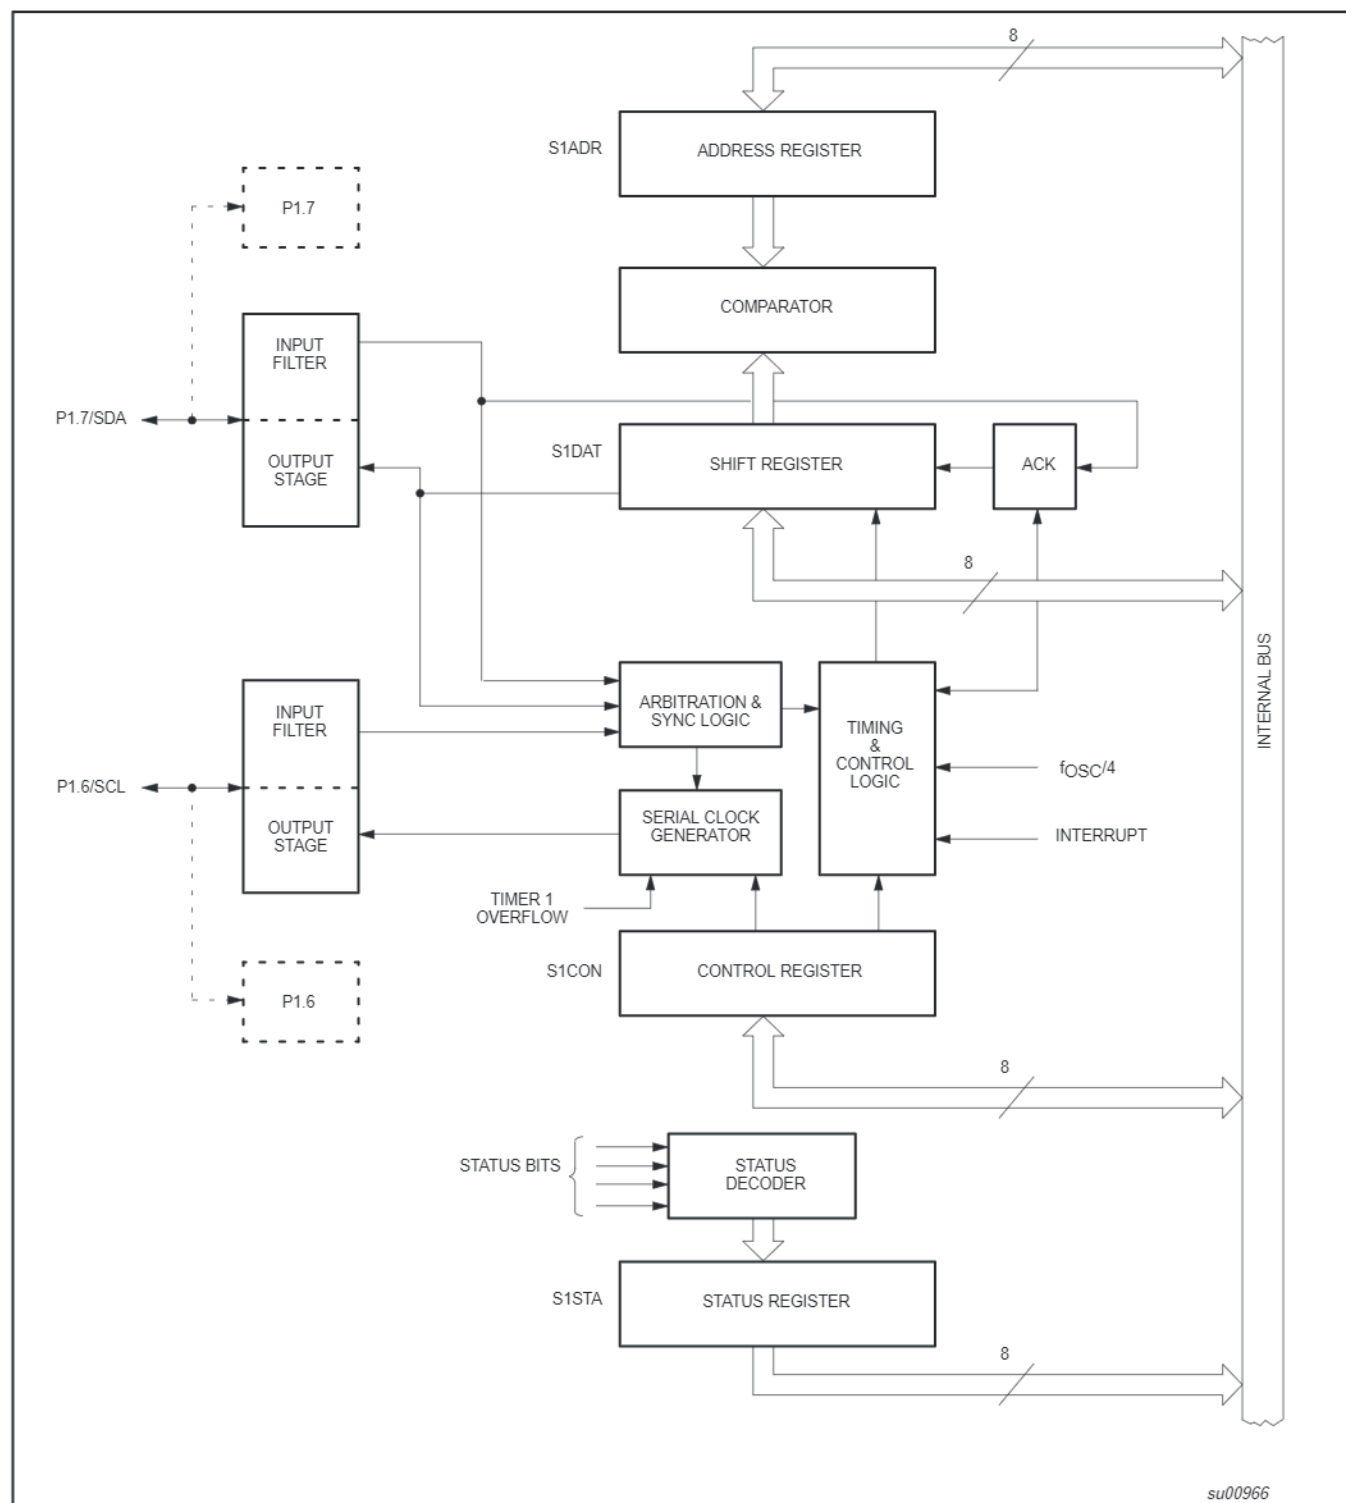 8
S1ADR
ADDRESS REGISTER
P1.7
COMPARATOR
INPUT
FILTER
P1.7/SDA
OUTPUT
STAGE
S1DAT
SHIFT REGISTER
ACK
8
INTERNAL BUS
INPUT
FILTER
ARBITRATION &
SYNC LOGIC
TIMING
&
CONTROL
LOGIC
fOSC/4
P1.6/SCL
OUTPUT
STAGE
SERIAL CLOCK
GENERATOR
INTERRUPT
TIMER 1
OVERFLOW
S1CON
CONTROL REGISTER
P1.6
8
STATUS BITS
STATUS
DECODER
S1STA
STATUS REGISTER
8
su00966